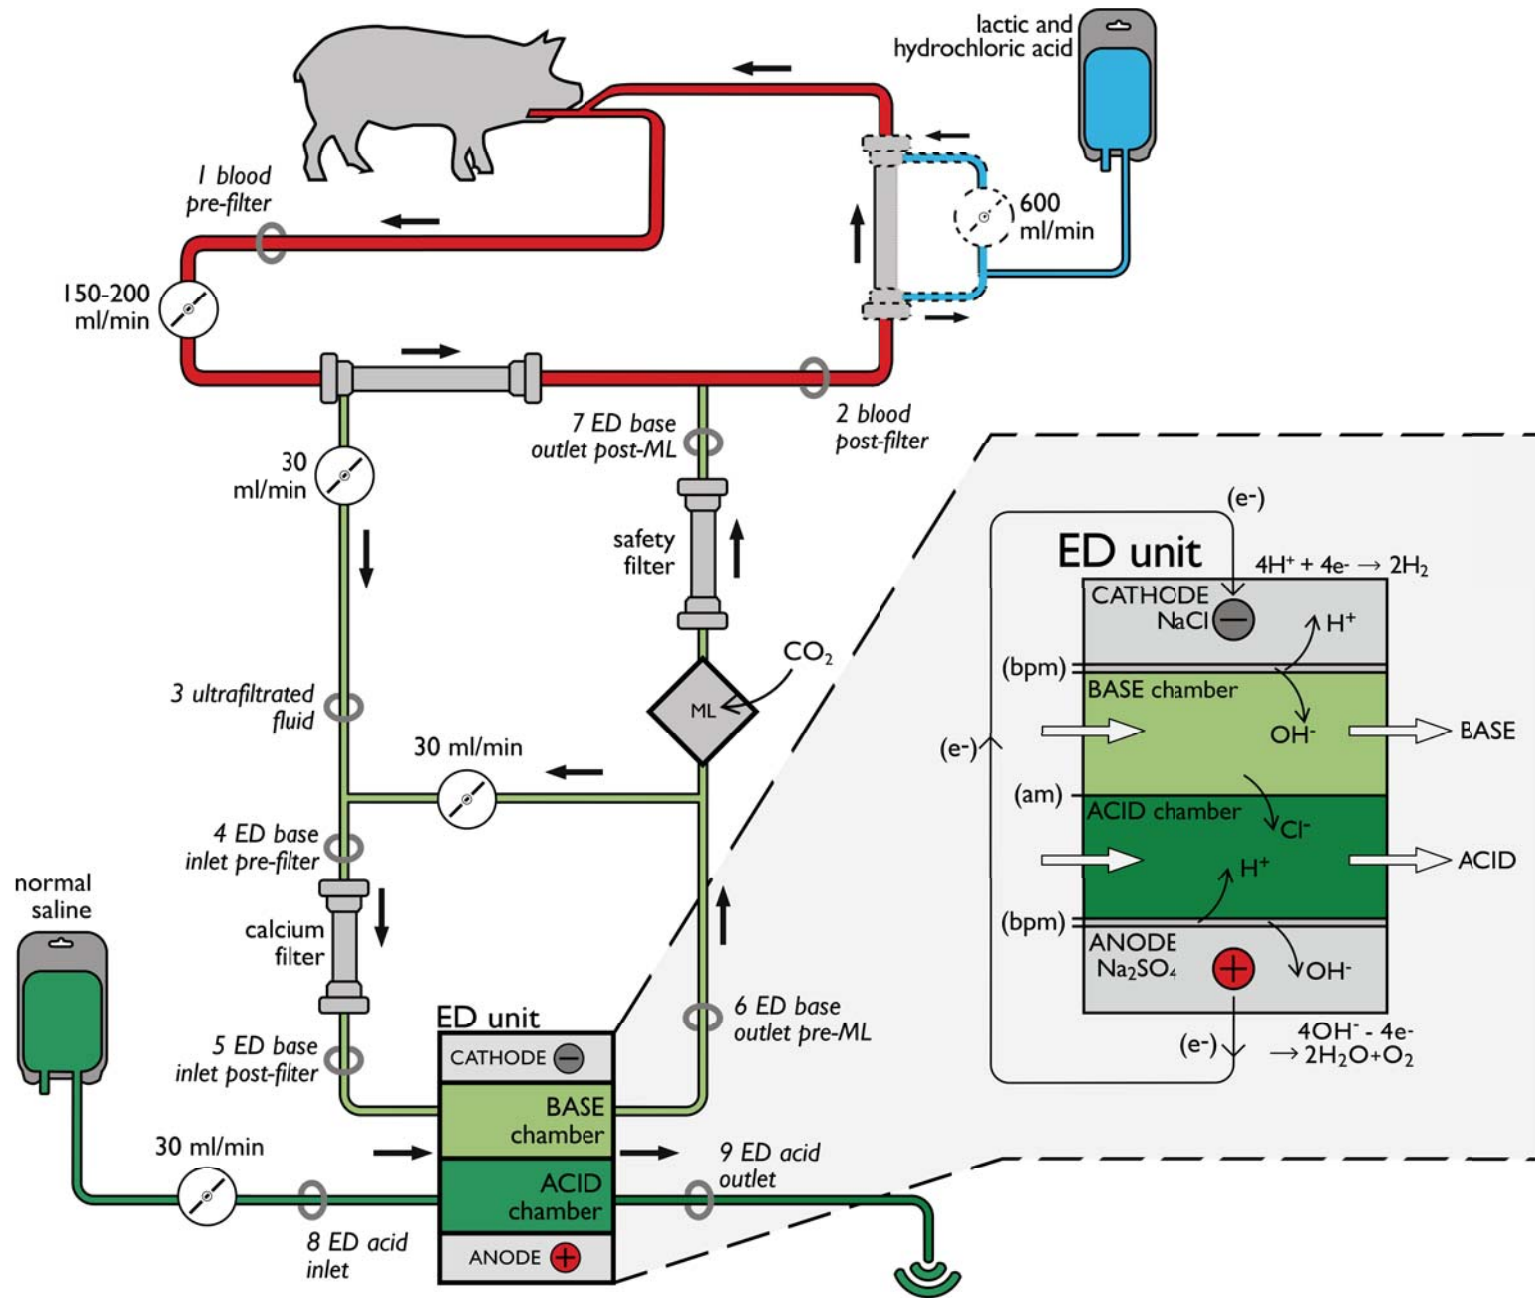 lactic and
hydrochloric acid
1 blood
pre-filter
600
ml/min
150-200
ml/min
2 blood
post-filter
7 ED base
outlet post-ML
30
ml/min
safety
filter
CO₂
ML
3 ultrafiltrated
fluid
30 ml/min
4 ED base
inlet pre-filter
normal
saline
calcium
filter
5 ED base
inlet post-filter
6 ED base
outlet pre-ML
ED unit
CATHODE −
BASE
chamber
ACID
chamber
ANODE +
30 ml/min
8 ED acid
inlet
9 ED acid
outlet
(e-)
ED unit
4H⁺ + 4e- → 2H₂
CATHODE
NaCl −
H⁺
(bpm)
BASE chamber
OH-
BASE
(e-)
(am)
ACID chamber
Cl-
H⁺
ACID
(bpm)
ANODE
Na₂SO₄ +
OH-
(e-)
4OH⁻ - 4e-
→ 2H₂O+O₂